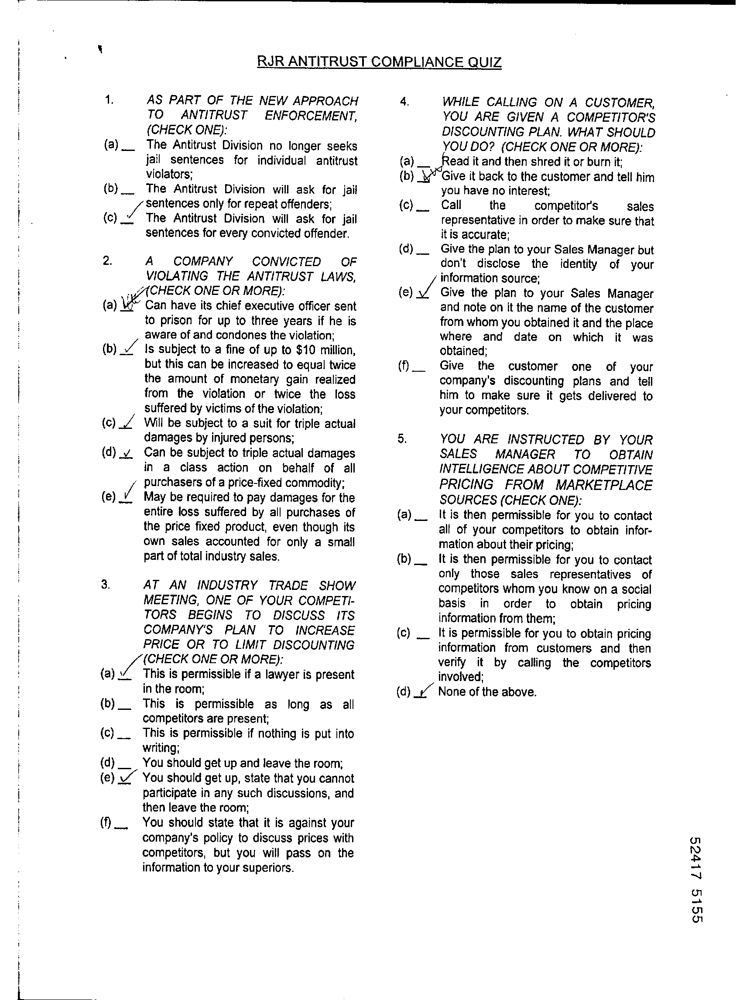 RJR ANTITRUST COMPLIANCE QUIZ
1. AS PART OF THE NEW APPROACH
TO ANTITRUST ENFORCEMENT,
(CHECK ONE):
(a) __ The Antitrust Division no longer seeks
jail sentences for individual antitrust
violators;
(b) __ The Antitrust Division will ask for jail
sentences only for repeat offenders;
(c) ✓ The Antitrust Division will ask for jail
sentences for every convicted offender.
2. A COMPANY CONVICTED OF
VIOLATING THE ANTITRUST LAWS,
(CHECK ONE OR MORE):
(a) ✓ Can have its chief executive officer sent
to prison for up to three years if he is
aware of and condones the violation;
(b) ✓ Is subject to a fine of up to $10 million,
but this can be increased to equal twice
the amount of monetary gain realized
from the violation or twice the loss
suffered by victims of the violation;
(c) ✓ Will be subject to a suit for triple actual
damages by injured persons;
(d) ✓ Can be subject to triple actual damages
in a class action on behalf of all
purchasers of a price-fixed commodity;
(e) ✓ May be required to pay damages for the
entire loss suffered by all purchases of
the price fixed product, even though its
own sales accounted for only a small
part of total industry sales.
3. AT AN INDUSTRY TRADE SHOW
MEETING, ONE OF YOUR COMPETI-
TORS BEGINS TO DISCUSS ITS
COMPANY'S PLAN TO INCREASE
PRICE OR TO LIMIT DISCOUNTING
(CHECK ONE OR MORE):
(a) ✓ This is permissible if a lawyer is present
in the room;
(b) __ This is permissible as long as all
competitors are present;
(c) __ This is permissible if nothing is put into
writing;
(d) __ You should get up and leave the room;
(e) ✓ You should get up, state that you cannot
participate in any such discussions, and
then leave the room;
(f) __ You should state that it is against your
company's policy to discuss prices with
competitors, but you will pass on the
information to your superiors.
4. WHILE CALLING ON A CUSTOMER,
YOU ARE GIVEN A COMPETITOR'S
DISCOUNTING PLAN. WHAT SHOULD
YOU DO? (CHECK ONE OR MORE):
(a) __ Read it and then shred it or burn it;
(b) ✓ Give it back to the customer and tell him
you have no interest;
(c) __ Call the competitor's sales
representative in order to make sure that
it is accurate;
(d) __ Give the plan to your Sales Manager but
don't disclose the identity of your
information source;
(e) ✓ Give the plan to your Sales Manager
and note on it the name of the customer
from whom you obtained it and the place
where and date on which it was
obtained;
(f) __ Give the customer one of your
company's discounting plans and tell
him to make sure it gets delivered to
your competitors.
5. YOU ARE INSTRUCTED BY YOUR
SALES MANAGER TO OBTAIN
INTELLIGENCE ABOUT COMPETITIVE
PRICING FROM MARKETPLACE
SOURCES (CHECK ONE):
(a) __ It is then permissible for you to contact
all of your competitors to obtain infor-
mation about their pricing;
(b) __ It is then permissible for you to contact
only those sales representatives of
competitors whom you know on a social
basis in order to obtain pricing
information from them;
(c) __ It is permissible for you to obtain pricing
information from customers and then
verify it by calling the competitors
involved;
(d) ✓ None of the above.
52417 5155